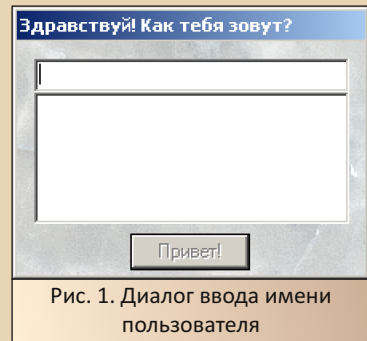 Здравствуй! Как тебя зовут?
Привет!
Рис. 1. Диалог ввода имени
пользователя